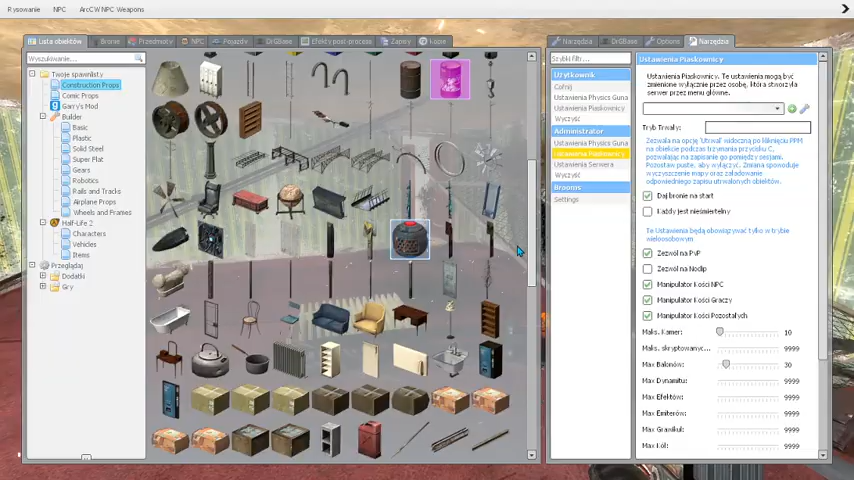 Rysowanie NPC ArcCW NPC Weapons
Lista obiektów Bronie Przedmioty NPC Pojazdy DrGBase Efekty post-process Zapisy Kopie
Wyszukiwanie...
Twoje spawnlisty
Construction Props
Comic Props
Garry's Mod
Builder
Basic
Plastic
Solid Steel
Super Flat
Gears
Robotics
Rails and Tracks
Airplane Props
Wheels and Frames
Half-Life 2
Characters
Vehicles
Items
Przeglądaj
Dodatki
Gry
Narzędzia DrGBase Options Narzędzia
Szybki filtr...
Użytkownik
Cofnij
Ustawienia Physics Guna
Ustawienia Piaskownicy
Wyczyść
Administrator
Ustawienia Physics Guna
Ustawienia Piaskownicy
Ustawienia Serwera
Wyczyść
Brooms
Settings
Ustawienia Piaskownicy
Ustawienia Piaskownicy. Te ustawienia mogą być
zmienione wyłącznie przez osobę, która stworzyła
serwer przez menu główne.
Tryb Trwały:
Zezwala na opcję 'Utrwal' widoczną po kliknięciu PPM
na obiekcie podczas trzymania przycisku C,
pozwalając na zapisanie go pomiędzy sesjami.
Pozostaw puste, aby wyłączyć. Zmiana spowoduje
wyczyszczenie mapy oraz załadowanie
odpowiedniego zapisu utrwalonych obiektów.
Daj bronie na start
Każdy jest nieśmiertelny
Te Ustawienia będą obowiązywać tylko w trybie
wieloosobowym
Zezwól na PvP
Zezwól na Noclip
Manipulator Kości NPC
Manipulator Kości Graczy
Manipulator Kości Pozostałych
Maks. Kamer: 10
Maks. skryptowanyc... 9999
Max Balonów: 30
Max Dynamitu: 9999
Max Efektów: 9999
Max Emiterów: 9999
Max Grawikul: 9999
Max Kół: 9999